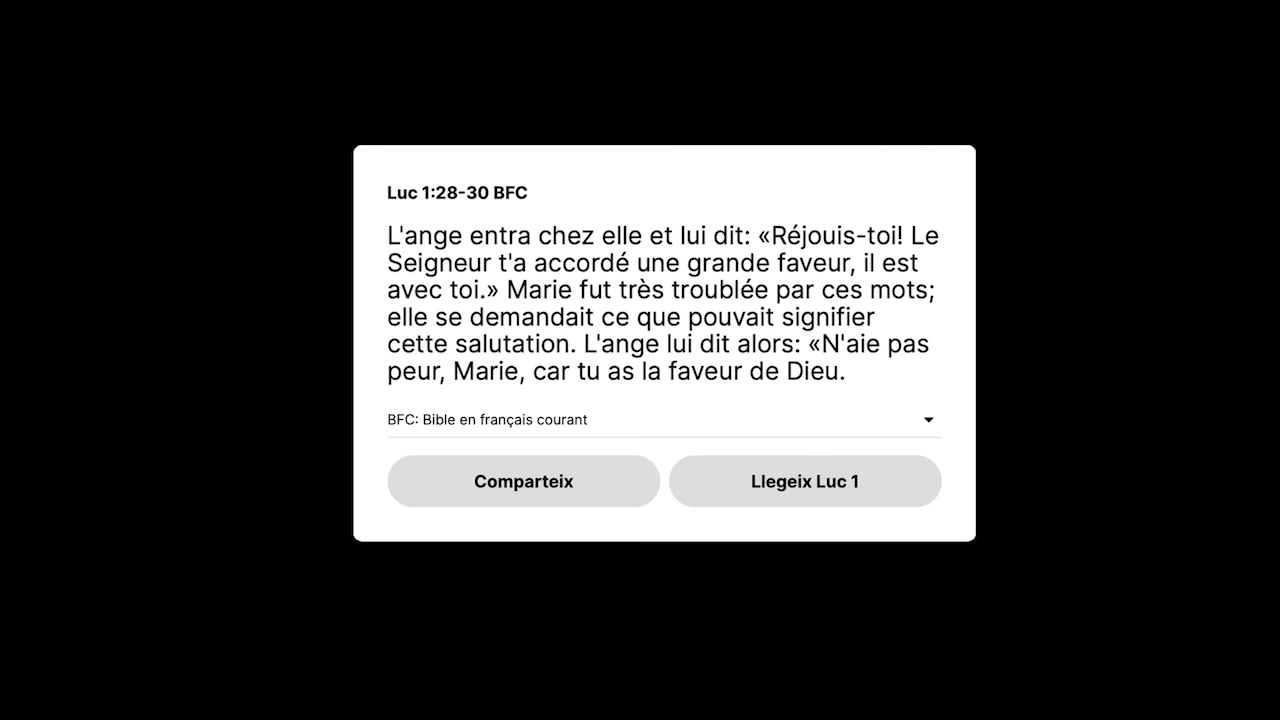 Luc 1:28-30 BFC
L'ange entra chez elle et lui dit: «Réjouis-toi! Le
Seigneur t'a accordé une grande faveur, il est
avec toi.» Marie fut très troublée par ces mots;
elle se demandait ce que pouvait signifier
cette salutation. L'ange lui dit alors: «N'aie pas
peur, Marie, car tu as la faveur de Dieu.
BFC: Bible en français courant
Comparteix
Llegeix Luc 1